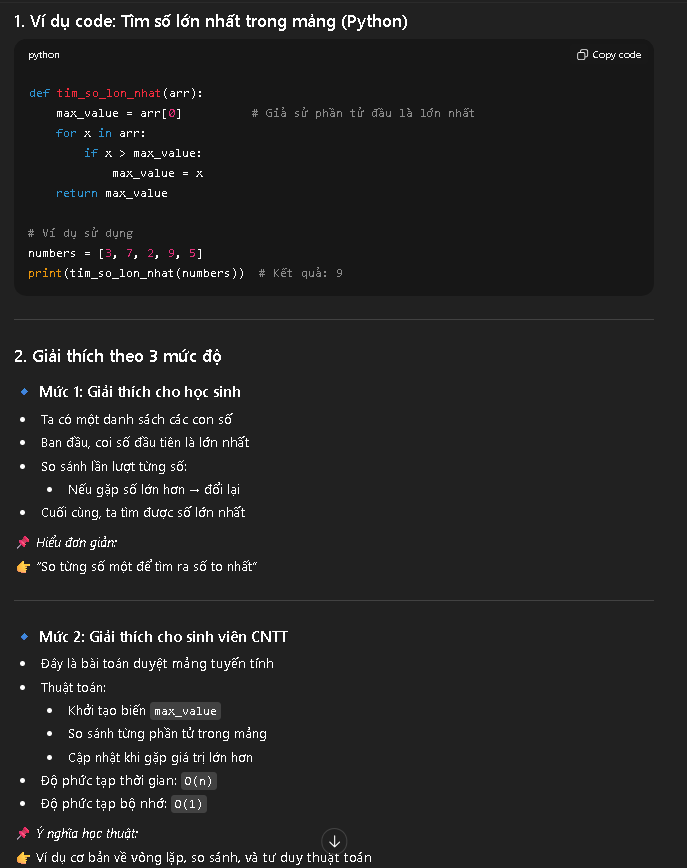 1. Ví dụ code: Tìm số lớn nhất trong mảng (Python)
python
Copy code
def tim_so_lon_nhat(arr):
    max_value = arr[0]          # Giả sử phần tử đầu là lớn nhất
    for x in arr:
        if x > max_value:
            max_value = x
    return max_value
# Ví dụ sử dụng
numbers = [3, 7, 2, 9, 5]
print(tim_so_lon_nhat(numbers))  # Kết quả: 9
2. Giải thích theo 3 mức độ
🔹 Mức 1: Giải thích cho học sinh
• Ta có một danh sách các con số
• Ban đầu, coi số đầu tiên là lớn nhất
• So sánh lần lượt từng số:
• Nếu gặp số lớn hơn → đổi lại
• Cuối cùng, ta tìm được số lớn nhất
📌 Hiểu đơn giản:
👉 "So từng số một để tìm ra số to nhất"
🔹 Mức 2: Giải thích cho sinh viên CNTT
• Đây là bài toán duyệt mảng tuyến tính
• Thuật toán:
• Khởi tạo biến max_value
• So sánh từng phần tử trong mảng
• Cập nhật khi gặp giá trị lớn hơn
• Độ phức tạp thời gian: O(n)
• Độ phức tạp bộ nhớ: O(1)
📌 Ý nghĩa học thuật:
👉 Ví dụ cơ bản về vòng lặp, so sánh, và tư duy thuật toán